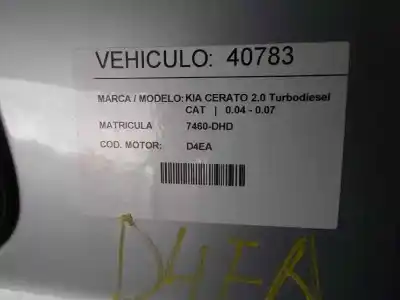 VEHICULO: 40783
MARCA / MODELO: KIA CERATO 2.0 Turbodiesel
CAT | 0.04 - 0.07
MATRICULA 7460-DHD
COD. MOTOR: D4EA
D4EA